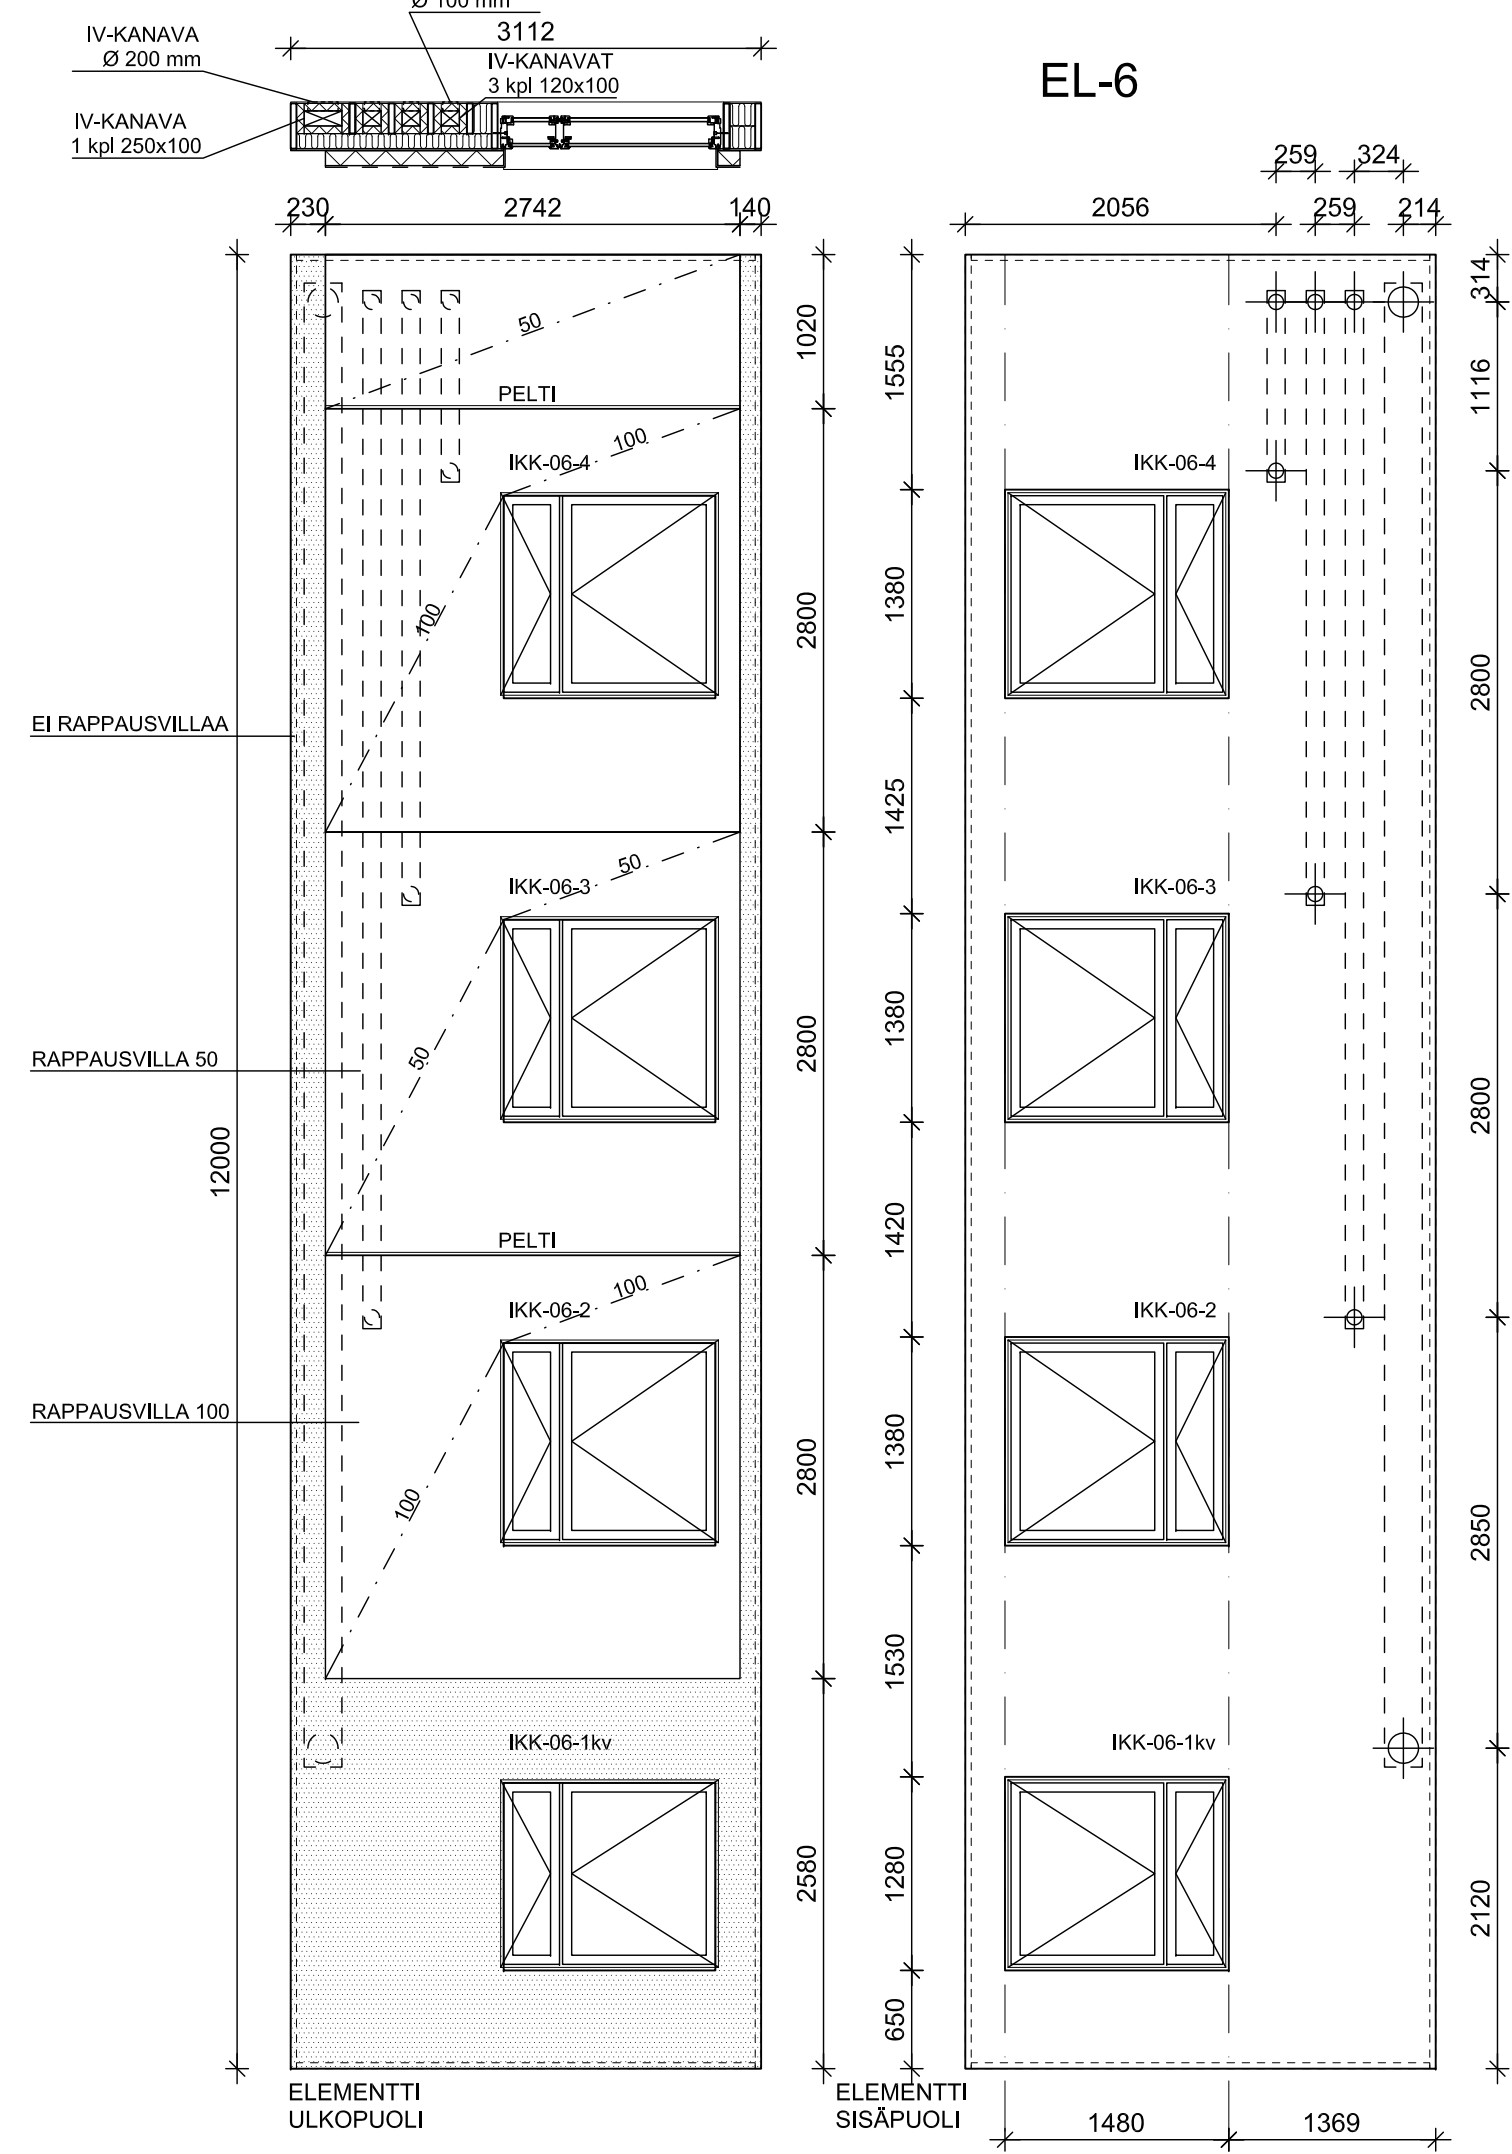 Ø 100 mm
IV-KANAVA
Ø 200 mm
3112
IV-KANAVAT
3 kpl 120x100
EL-6
IV-KANAVA
1 kpl 250x100
259
324
230
2742
140
2056
259
214
314
1020
50
1555
1116
PELTI
100
IKK-06-4
IKK-06-4
1380
2800
100
2800
EI RAPPAUSVILLAA
1425
50
IKK-06-3
IKK-06-3
1380
2800
50
RAPPAUSVILLA 50
2800
12000
1420
PELTI
100
IKK-06-2
IKK-06-2
RAPPAUSVILLA 100
1380
2800
100
2850
1530
IKK-06-1kv
IKK-06-1kv
2580
1280
2120
650
ELEMENTTI
ULKOPUOLI
ELEMENTTI
SISÄPUOLI
1480
1369